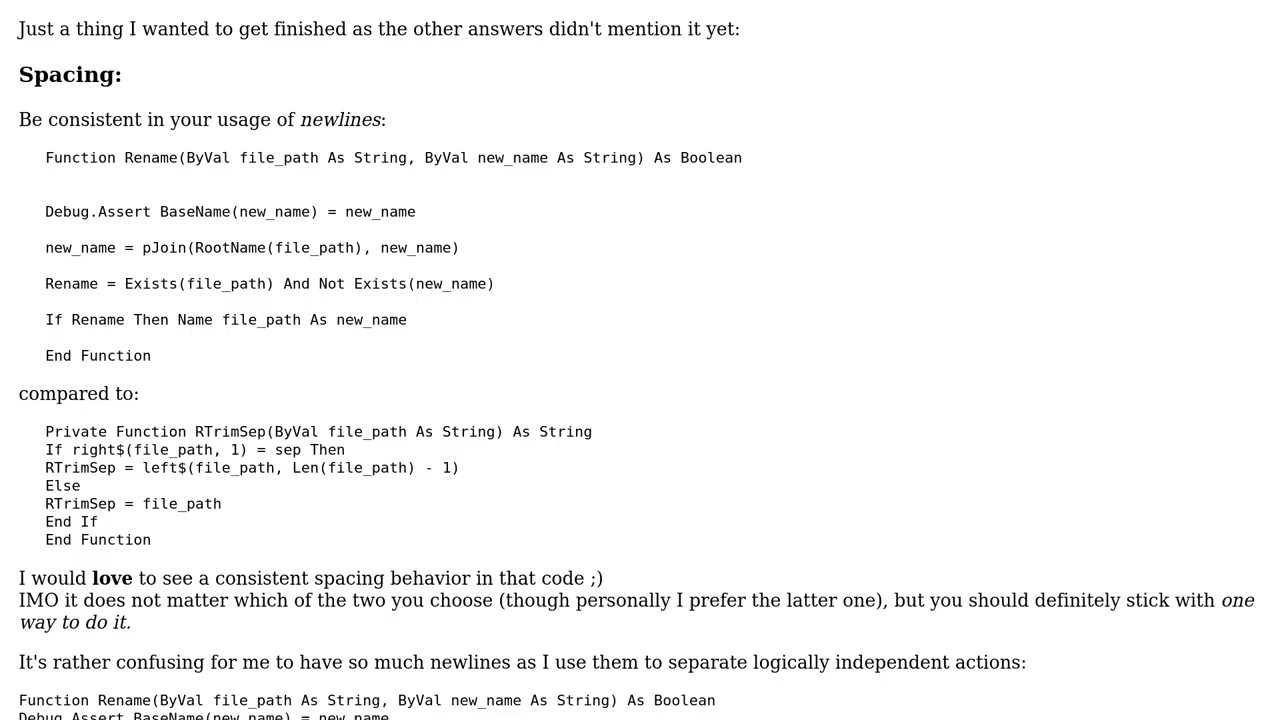 Just a thing I wanted to get finished as the other answers didn't mention it yet:
Spacing:
Be consistent in your usage of newlines:
Function Rename(ByVal file_path As String, ByVal new_name As String) As Boolean
Debug.Assert BaseName(new_name) = new_name
new_name = pJoin(RootName(file_path), new_name)
Rename = Exists(file_path) And Not Exists(new_name)
If Rename Then Name file_path As new_name
End Function
compared to:
Private Function RTrimSep(ByVal file_path As String) As String
If right$(file_path, 1) = sep Then
RTrimSep = left$(file_path, Len(file_path) - 1)
Else
RTrimSep = file_path
End If
End Function
I would love to see a consistent spacing behavior in that code ;)
IMO it does not matter which of the two you choose (though personally I prefer the latter one), but you should definitely stick with one
way to do it.
It's rather confusing for me to have so much newlines as I use them to separate logically independent actions:
Function Rename(ByVal file_path As String, ByVal new_name As String) As Boolean
Debug.Assert BaseName(new_name) = new_name